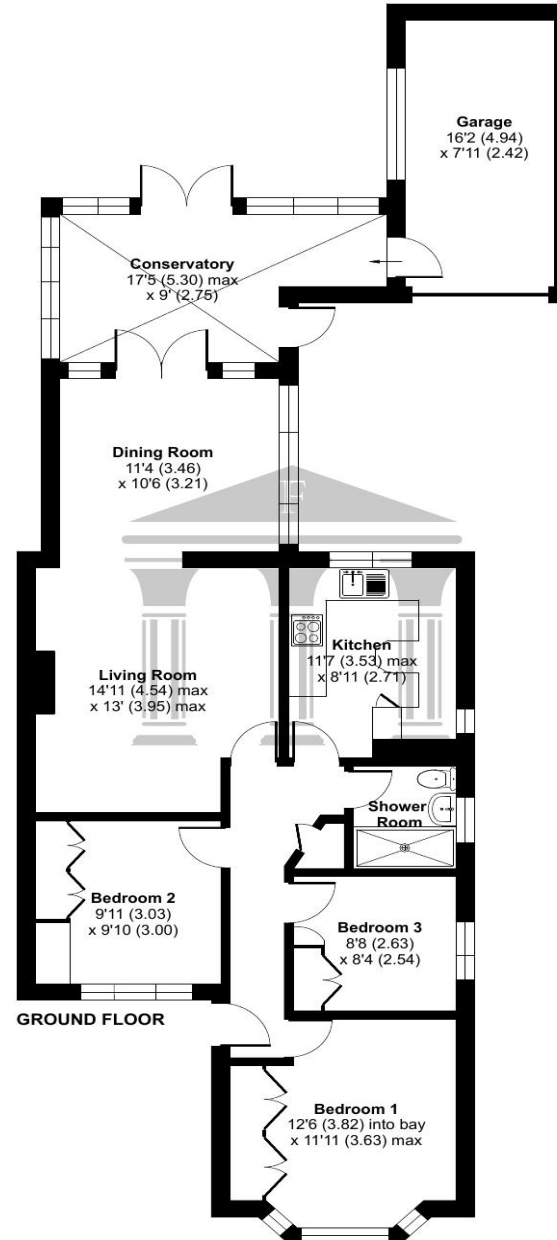 Garage
16'2 (4.94)
x 7'11 (2.42)
Conservatory
17'5 (5.30) max
x 9' (2.75)
Dining Room
11'4 (3.46)
x 10'6 (3.21)
F
Kitchen
11'7 (3.53) max
x 8'11 (2.71)
Living Room
14'11 (4.54) max
x 13' (3.95) max
Shower
Room
Bedroom 2
9'11 (3.03)
x 9'10 (3.00)
Bedroom 3
8'8 (2.63)
x 8'4 (2.54)
GROUND FLOOR
Bedroom 1
12'6 (3.82) into bay
x 11'11 (3.63) max